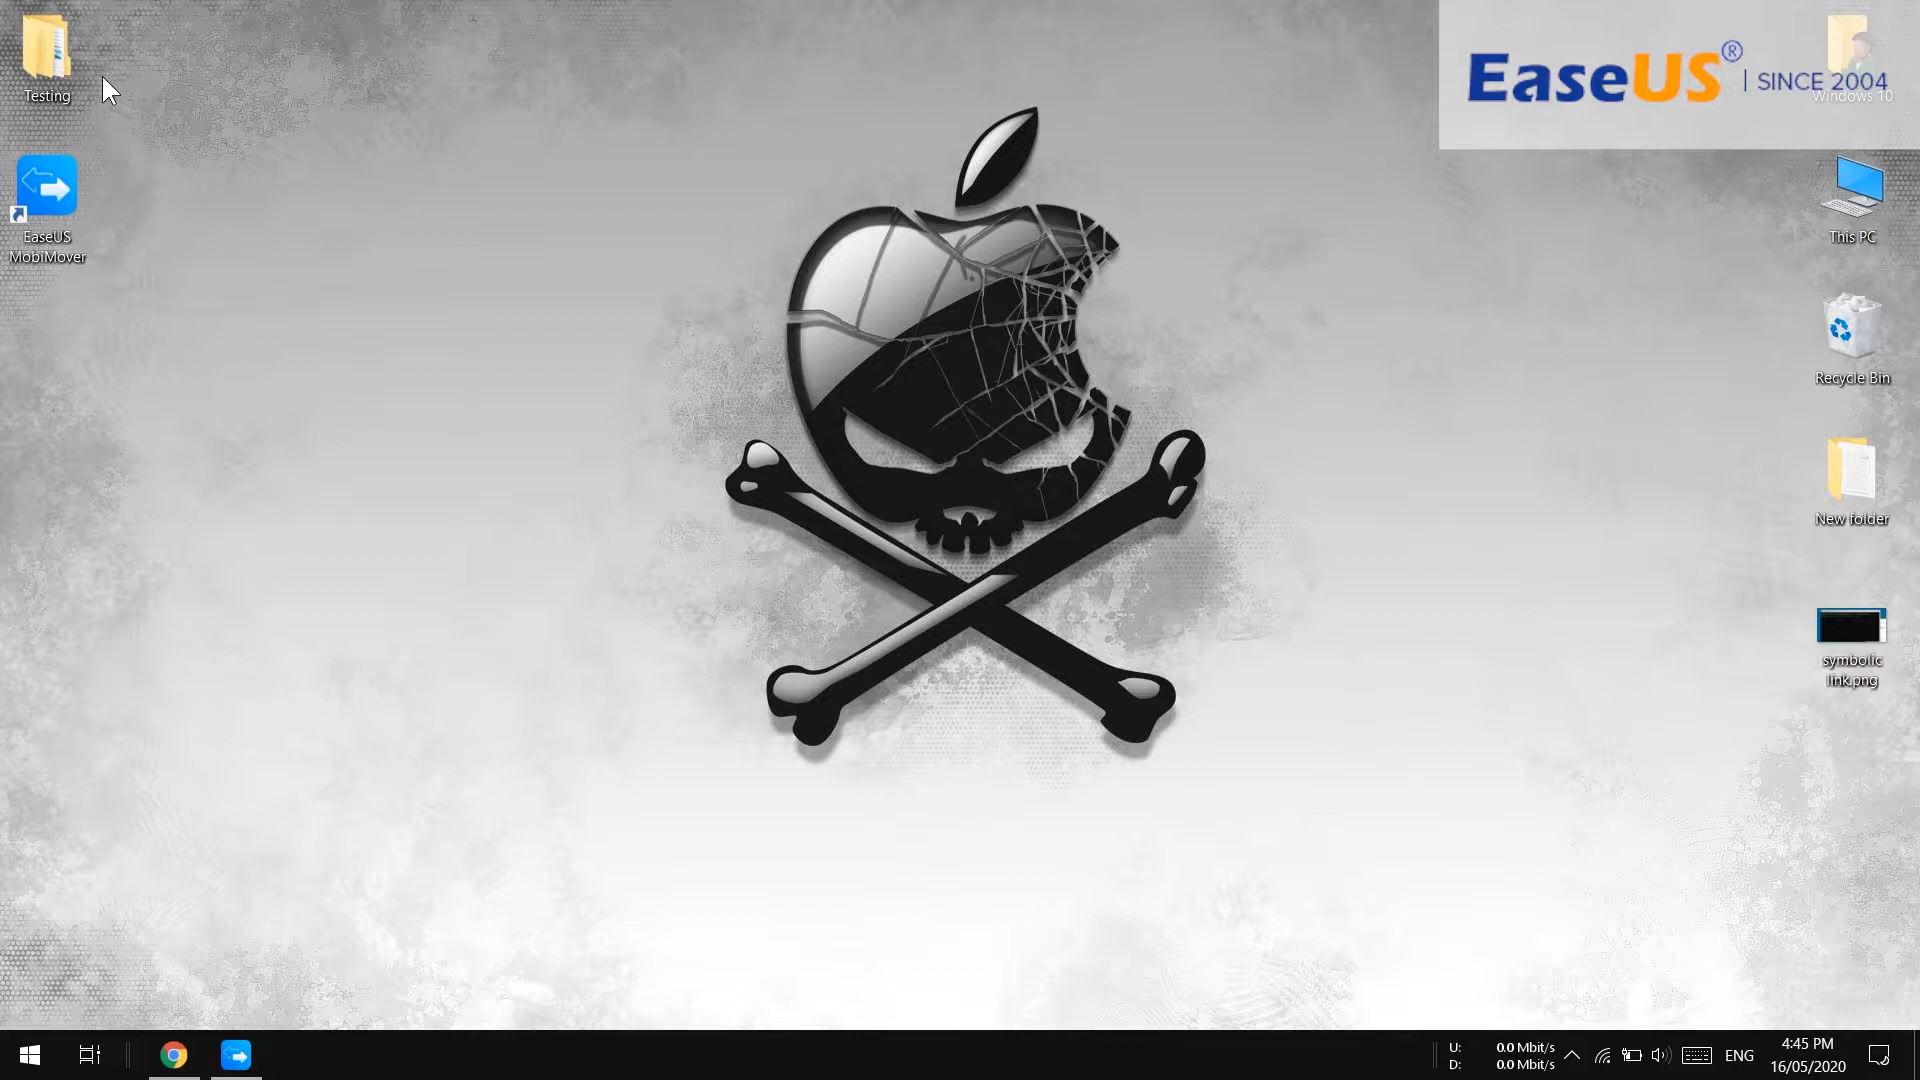 Testing
EaseUS
MobiMover
EaseUS® | SINCE 2004
Windows 10
This PC
Recycle Bin
New folder
symbolic
link.png
U: 0.0 Mbit/s
D: 0.0 Mbit/s
ENG
4:45 PM
16/05/2020